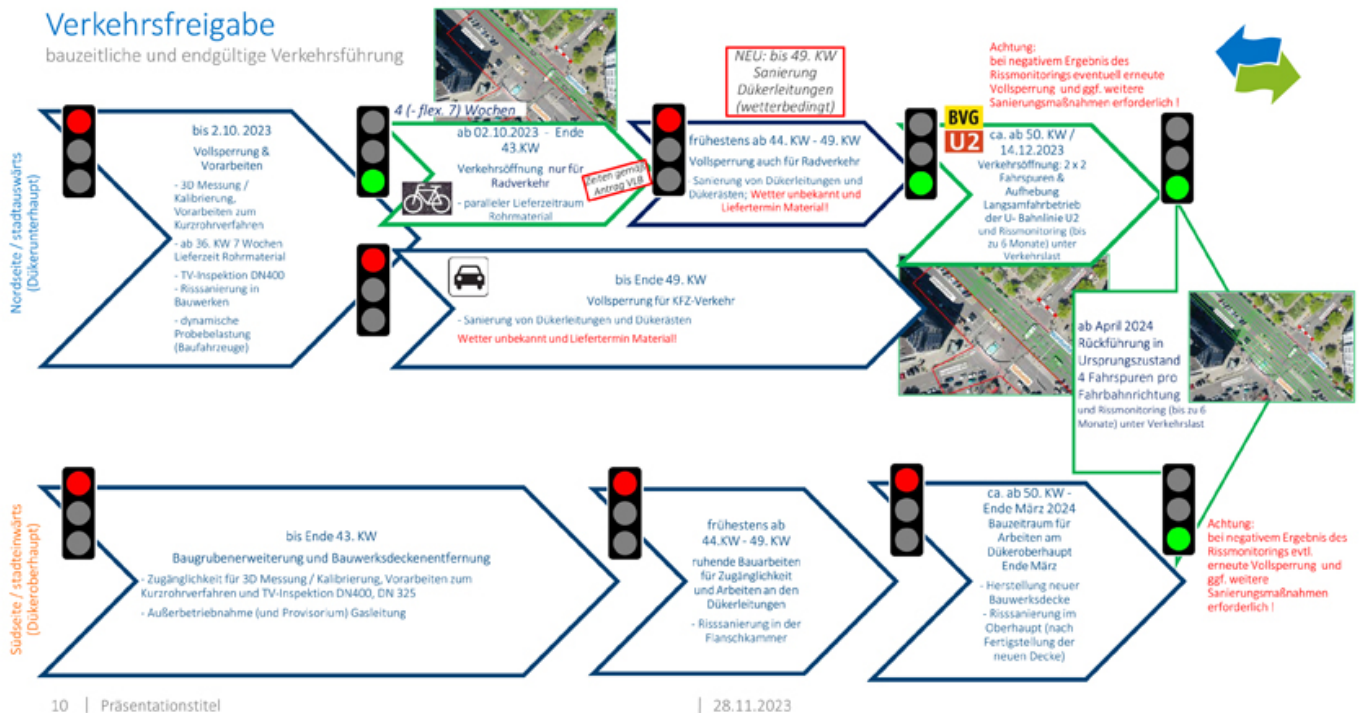 Verkehrsfreigabe
bauzeitliche und endgültige Verkehrsführung
Nordseite / stadtauswärts
(Dükerunterhaupt)
bis 2.10. 2023
Vollsperrung &
Vorarbeiten
- 3D Messung /
Kalibrierung,
Vorarbeiten zum
Kurzrohrverfahren
- ab 36. KW 7 Wochen
Lieferzeit Rohrmaterial
- TV-Inspektion DN400
- Risssanierung in
Bauwerken
- dynamische
Probebelastung
(Baufahrzeuge)
4 (- flex. 7) Wochen
ab 02.10.2023 - Ende
43.KW
Verkehrsöffnung nur für
Radverkehr
- paralleler Lieferzeitraum
Rohrmaterial
Zeiten gemäß
Antrag VLB
NEU: bis 49. KW
Sanierung
Dükerleitungen
(wetterbedingt)
frühestens ab 44. KW - 49. KW
Vollsperrung auch für Radverkehr
- Sanierung von Dükerleitungen und
Dükerästen; Wetter unbekannt und
Liefertermin Material!
bis Ende 49. KW
Vollsperrung für KFZ-Verkehr
- Sanierung von Dükerleitungen und Dükerästen
Wetter unbekannt und Liefertermin Material!
Achtung:
bei negativem Ergebnis des
Rissmonitorings eventuell erneute
Vollsperrung und ggf. weitere
Sanierungsmaßnahmen erforderlich !
BVG
U2
ca. ab 50. KW /
14.12.2023
Verkehrsöffnung: 2 x 2
Fahrspuren &
Aufhebung
Langsamfahrbetrieb
der U- Bahnlinie U2
und Rissmonitoring (bis
zu 6 Monate) unter
Verkehrslast
ab April 2024
Rückführung in
Ursprungszustand
4 Fahrspuren pro
Fahrbahnrichtung
und Rissmonitoring (bis zu 6
Monate) unter Verkehrslast
Südseite / stadteinwärts
(Dükeroberhaupt)
bis Ende 43. KW
Baugrubenerweiterung und Bauwerksdeckenentfernung
- Zugänglichkeit für 3D Messung / Kalibrierung, Vorarbeiten zum
Kurzrohrverfahren und TV-Inspektion DN400, DN 325
- Außerbetriebnahme (und Provisorium) Gasleitung
frühestens ab
44.KW - 49. KW
ruhende Bauarbeiten
für Zugänglichkeit
und Arbeiten an den
Dükerleitungen
- Risssanierung in der
Flanschkammer
ca. ab 50. KW -
Ende März 2024
Bauzeitraum für
Arbeiten am
Dükeroberhaupt
Ende März
- Herstellung neuer
Bauwerksdecke
- Risssanierung im
Oberhaupt (nach
Fertigstellung der
neuen Decke)
Achtung:
bei negativem Ergebnis des
Rissmonitorings evtl.
erneute Vollsperrung und
ggf. weitere
Sanierungsmaßnahmen
erforderlich !
10 | Präsentationstitel
| 28.11.2023